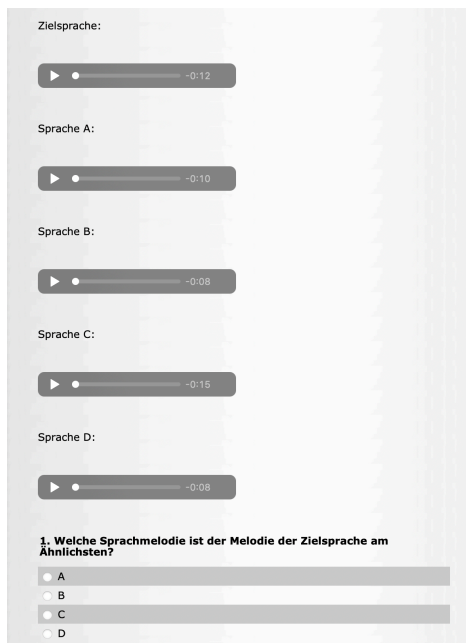 Zielsprache:
-0:12
Sprache A:
-0:10
Sprache B:
-0:08
Sprache C:
-0:15
Sprache D:
-0:08
1. Welche Sprachmelodie ist der Melodie der Zielsprache am
Ähnlichsten?
A
B
C
D